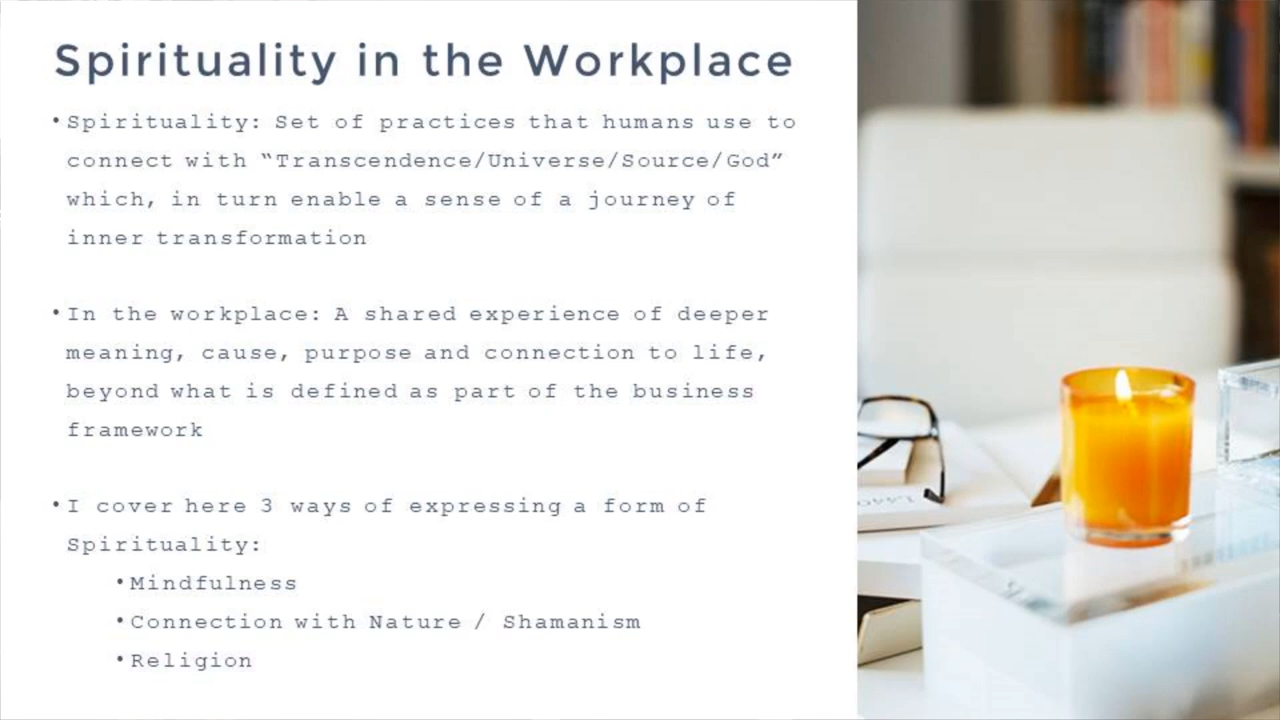 Spirituality in the Workplace
•Spirituality: Set of practices that humans use to
connect with “Transcendence/Universe/Source/God”
which, in turn enable a sense of a journey of
inner transformation
•In the workplace: A shared experience of deeper
meaning, cause, purpose and connection to life,
beyond what is defined as part of the business
framework
•I cover here 3 ways of expressing a form of
Spirituality:
•Mindfulness
•Connection with Nature / Shamanism
•Religion